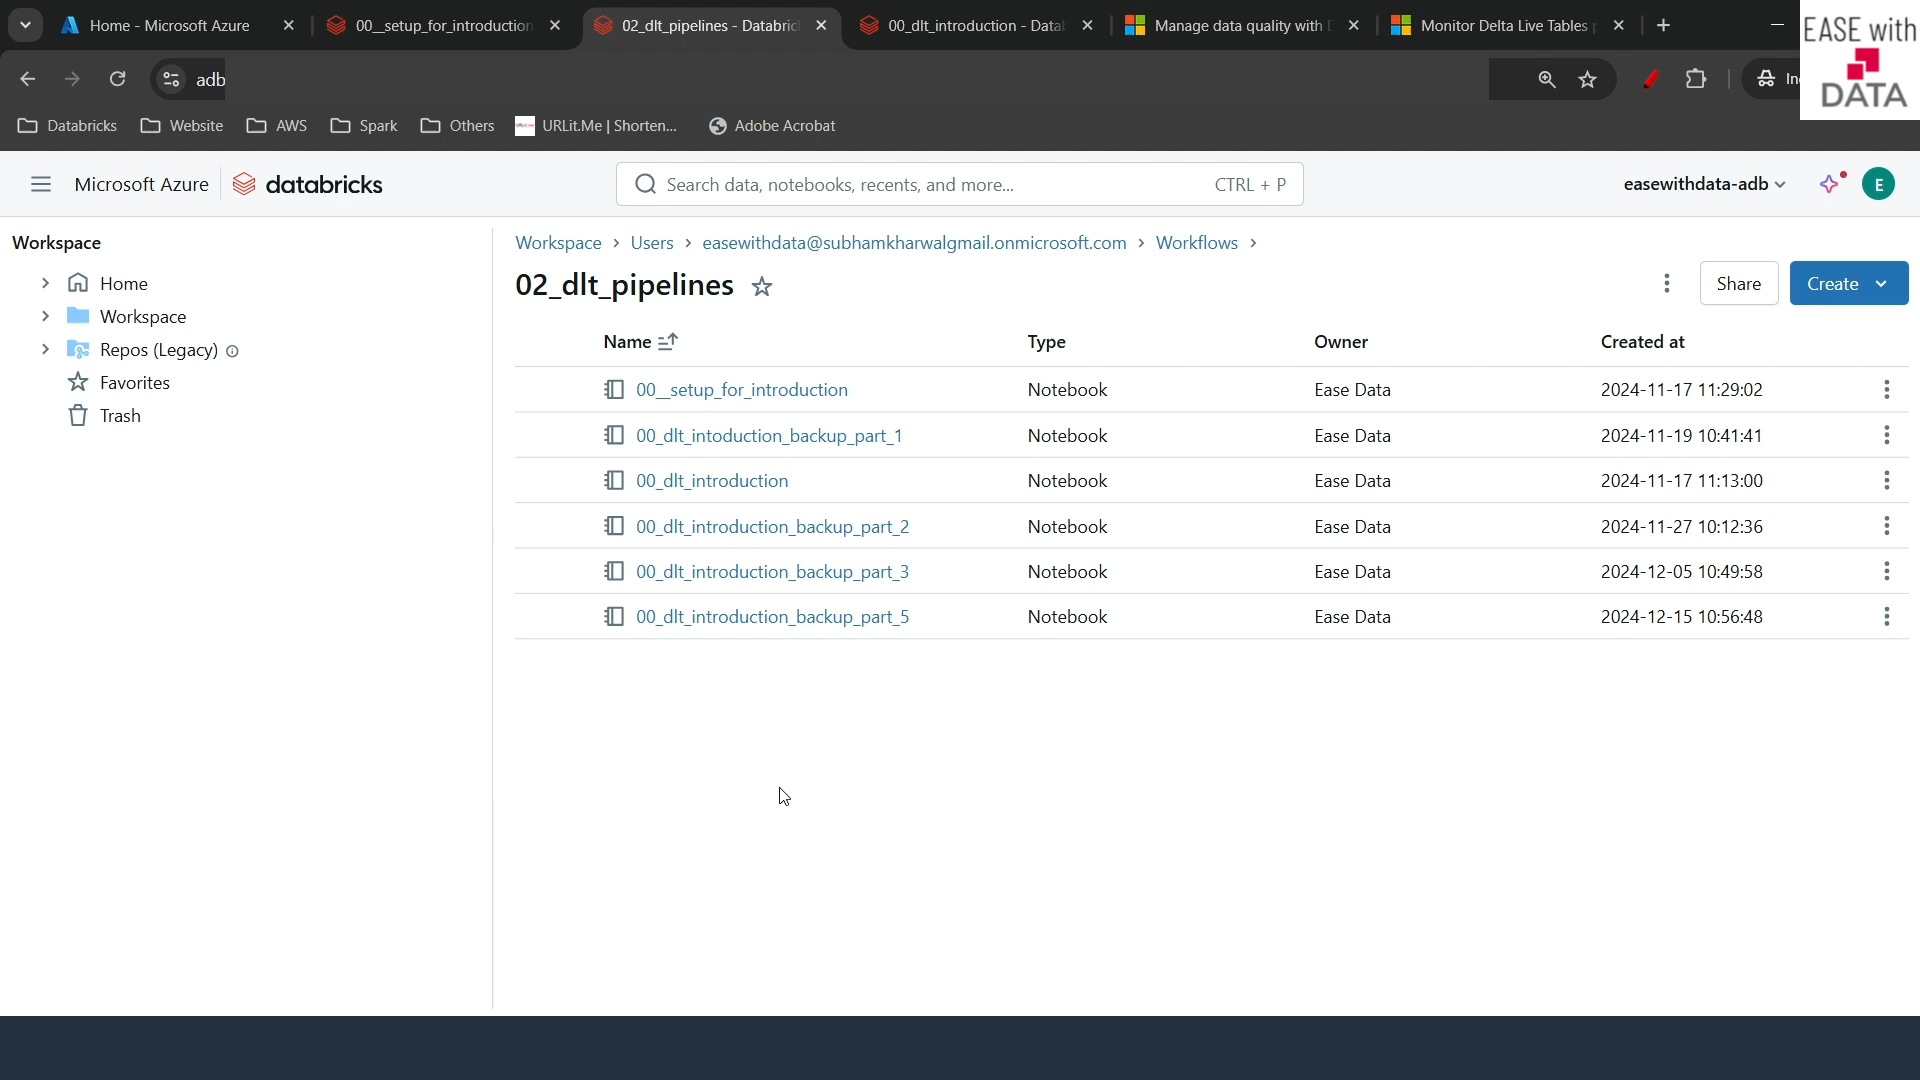 Home - Microsoft Azure
00__setup_for_introduction
02_dlt_pipelines - Databric
00_dlt_introduction - Data
Manage data quality with
Monitor Delta Live Tables
EASE with
DATA
adb
Databricks
Website
AWS
Spark
Others
URLit.Me | Shorten...
Adobe Acrobat
Microsoft Azure
databricks
Search data, notebooks, recents, and more...
CTRL + P
easewithdata-adb
E
Workspace
Home
Workspace
Repos (Legacy)
Favorites
Trash
Workspace > Users > easewithdata@subhamkharwalgmail.onmicrosoft.com > Workflows >
02_dlt_pipelines
Share
Create
Name Type Owner Created at
00__setup_for_introduction Notebook Ease Data 2024-11-17 11:29:02
00_dlt_intoduction_backup_part_1 Notebook Ease Data 2024-11-19 10:41:41
00_dlt_introduction Notebook Ease Data 2024-11-17 11:13:00
00_dlt_introduction_backup_part_2 Notebook Ease Data 2024-11-27 10:12:36
00_dlt_introduction_backup_part_3 Notebook Ease Data 2024-12-05 10:49:58
00_dlt_introduction_backup_part_5 Notebook Ease Data 2024-12-15 10:56:48